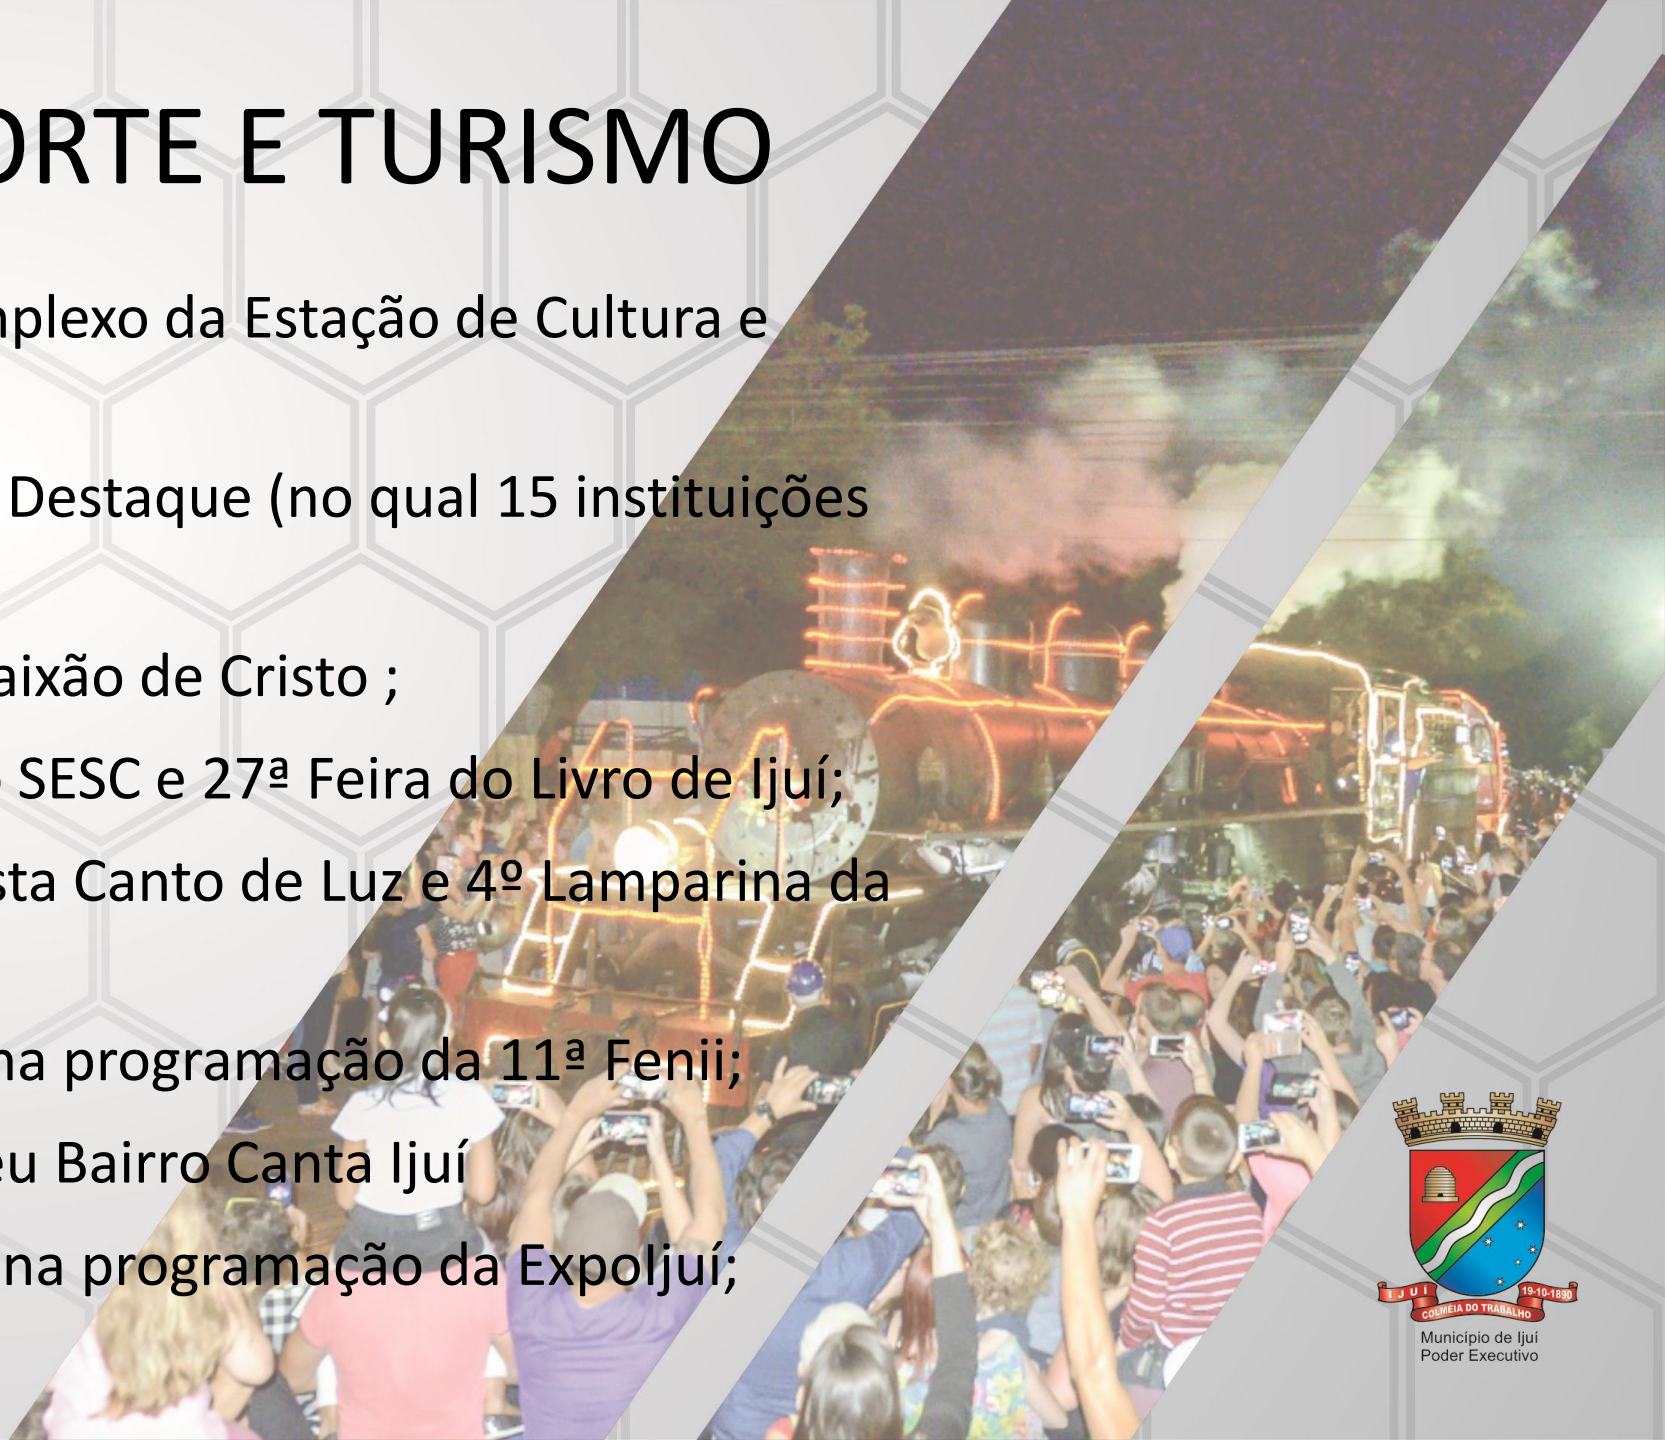 ORTE E TURISMO
mplexo da Estação de Cultura e
Destaque (no qual 15 instituições
aixão de Cristo ;
SESC e 27ª Feira do Livro de Ijuí;
sta Canto de Luz e 4º Lamparina da
na programação da 11ª Fenii;
eu Bairro Canta Ijuí
na programação da ExpoIjuí;
IJUÍ
19-10-1890
COLMEIA DO TRABALHO
Município de Ijuí
Poder Executivo